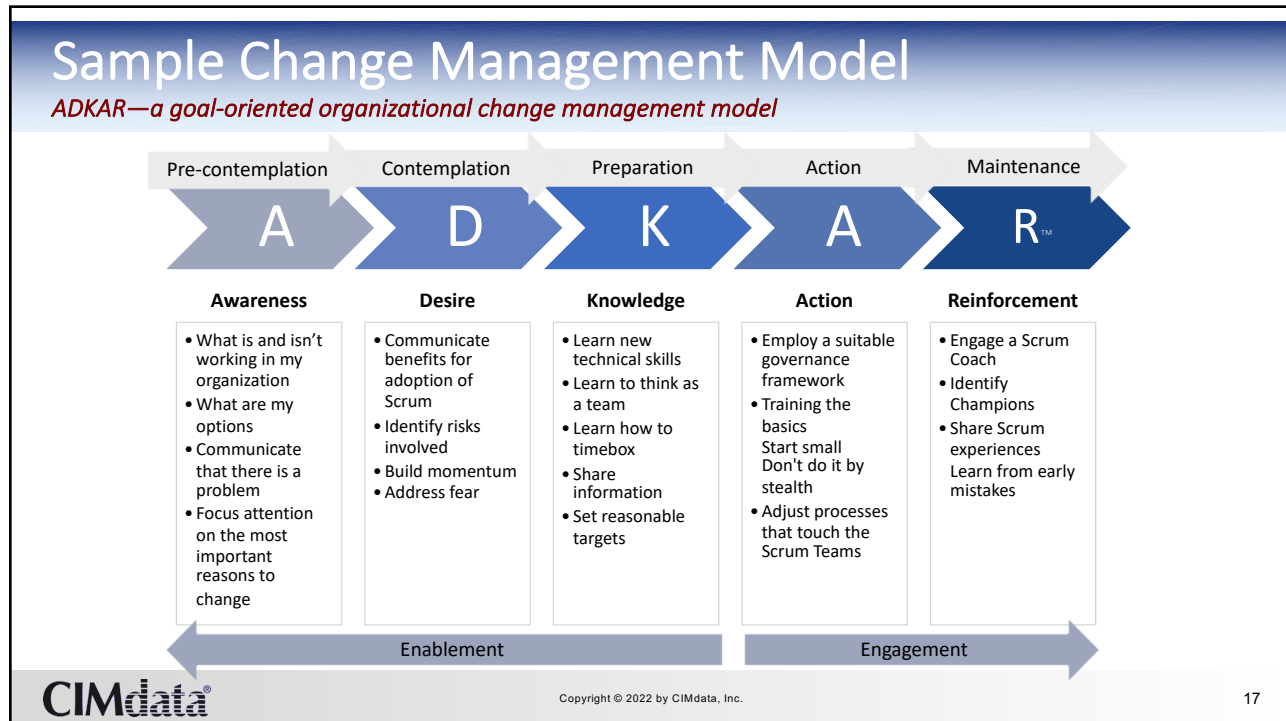 Sample Change Management Model
ADKAR—a goal-oriented organizational change management model
Pre-contemplation
Contemplation
Preparation
Action
Maintenance
A
D
K
A
R™
Awareness
Desire
Knowledge
Action
Reinforcement
• What is and isn’t
working in my
organization
• What are my
options
• Communicate
that there is a
problem
• Focus attention
on the most
important
reasons to
change
• Communicate
benefits for
adoption of
Scrum
• Identify risks
involved
• Build momentum
• Address fear
• Learn new
technical skills
• Learn to think as
a team
• Learn how to
timebox
• Share
information
• Set reasonable
targets
• Employ a suitable
governance
framework
• Training the
basics
Start small
Don't do it by
stealth
• Adjust processes
that touch the
Scrum Teams
• Engage a Scrum
Coach
• Identify
Champions
• Share Scrum
experiences
Learn from early
mistakes
Enablement
Engagement
CIMdata®
Copyright © 2022 by CIMdata, Inc.
17